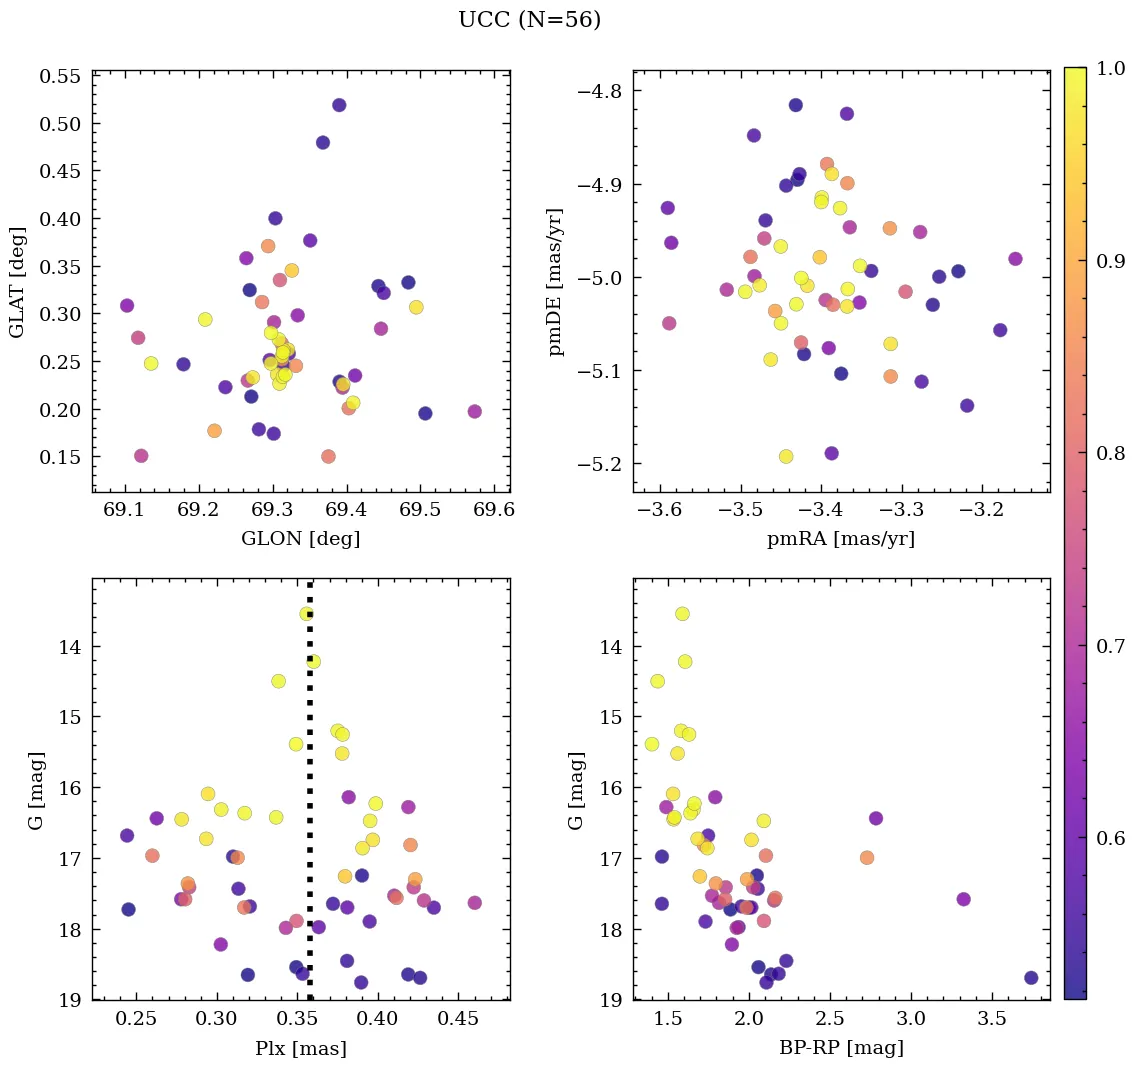 UCC (N=56)
0.55
0.50
0.45
0.40
0.35
0.30
0.25
0.20
0.15
GLAT [deg]
69.1 69.2 69.3 69.4 69.5 69.6
GLON [deg]
−4.8
−4.9
−5.0
−5.1
−5.2
pmDE [mas/yr]
−3.6 −3.5 −3.4 −3.3 −3.2
pmRA [mas/yr]
14
15
16
17
18
19
G [mag]
0.25 0.30 0.35 0.40 0.45
Plx [mas]
14
15
16
17
18
19
G [mag]
1.5 2.0 2.5 3.0 3.5
BP-RP [mag]
1.0
0.9
0.8
0.7
0.6